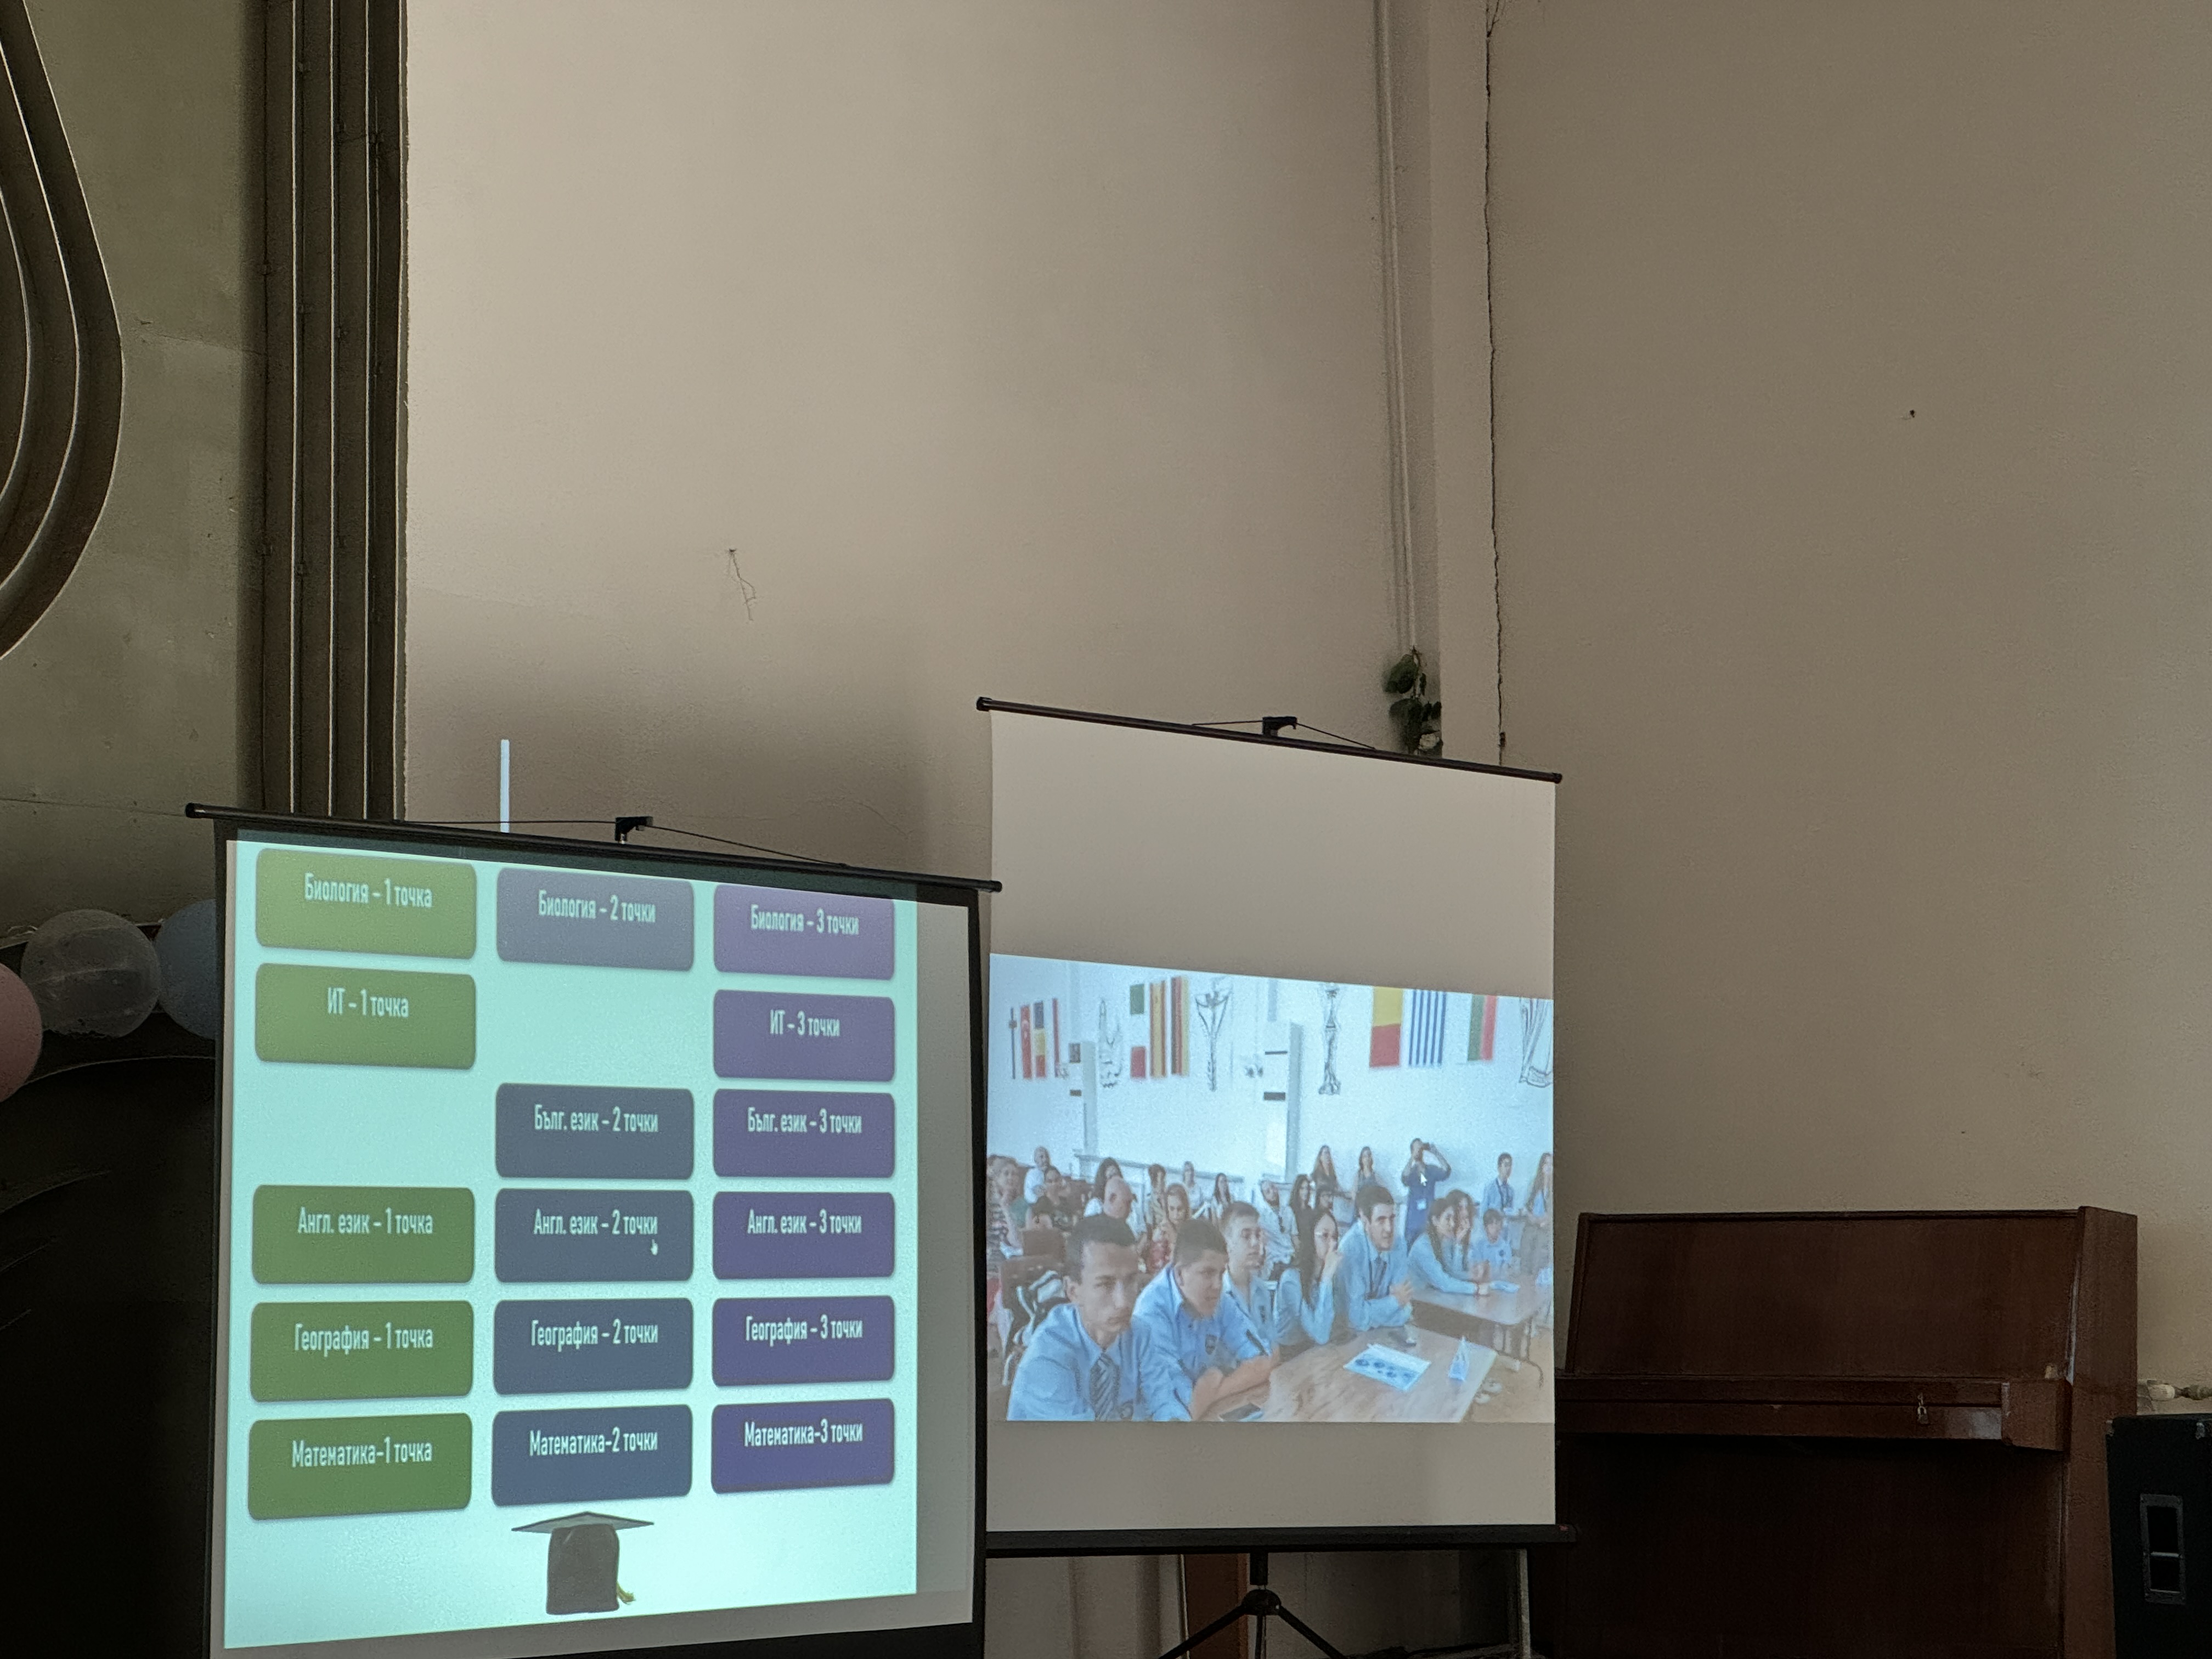 Биология – 1 точка
Биология – 2 точки
Биология – 3 точки
ИТ – 1 точка
ИТ – 3 точки
Бълг. език – 2 точки
Бълг. език – 3 точки
Англ. език – 1 точка
Англ. език – 2 точки
Англ. език – 3 точки
География – 1 точка
География – 2 точки
География – 3 точки
Математика–1 точка
Математика–2 точки
Математика–3 точки